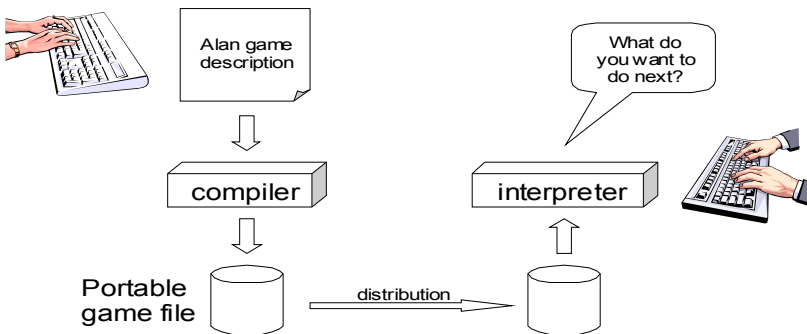 Alan game
description
What do
you want to
do next?
compiler
interpreter
Portable
game file
distribution